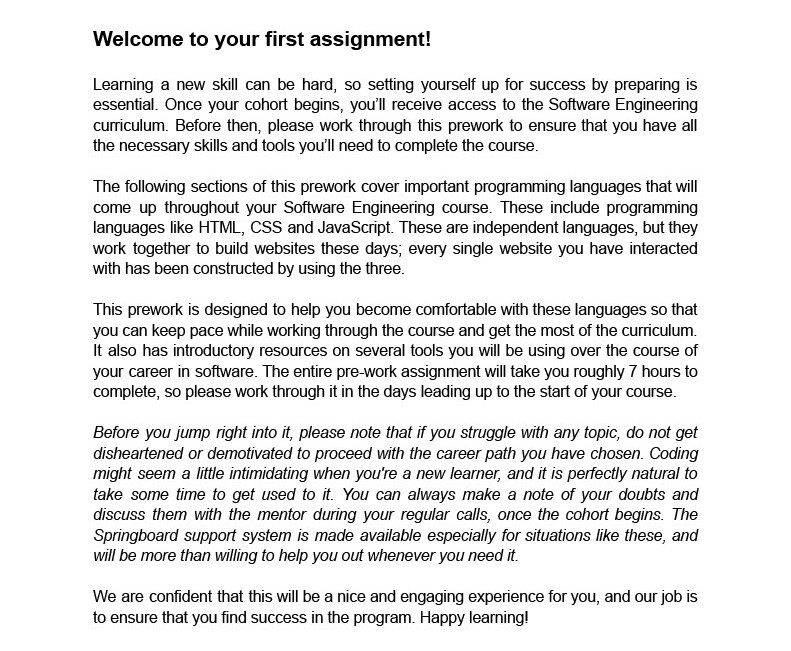 Welcome to your first assignment!
Learning a new skill can be hard, so setting yourself up for success by preparing is
essential. Once your cohort begins, you’ll receive access to the Software Engineering
curriculum. Before then, please work through this prework to ensure that you have all
the necessary skills and tools you’ll need to complete the course.
The following sections of this prework cover important programming languages that will
come up throughout your Software Engineering course. These include programming
languages like HTML, CSS and JavaScript. These are independent languages, but they
work together to build websites these days; every single website you have interacted
with has been constructed by using the three.
This prework is designed to help you become comfortable with these languages so that
you can keep pace while working through the course and get the most of the curriculum.
It also has introductory resources on several tools you will be using over the course of
your career in software. The entire pre-work assignment will take you roughly 7 hours to
complete, so please work through it in the days leading up to the start of your course.
Before you jump right into it, please note that if you struggle with any topic, do not get
disheartened or demotivated to proceed with the career path you have chosen. Coding
might seem a little intimidating when you're a new learner, and it is perfectly natural to
take some time to get used to it. You can always make a note of your doubts and
discuss them with the mentor during your regular calls, once the cohort begins. The
Springboard support system is made available especially for situations like these, and
will be more than willing to help you out whenever you need it.
We are confident that this will be a nice and engaging experience for you, and our job is
to ensure that you find success in the program. Happy learning!